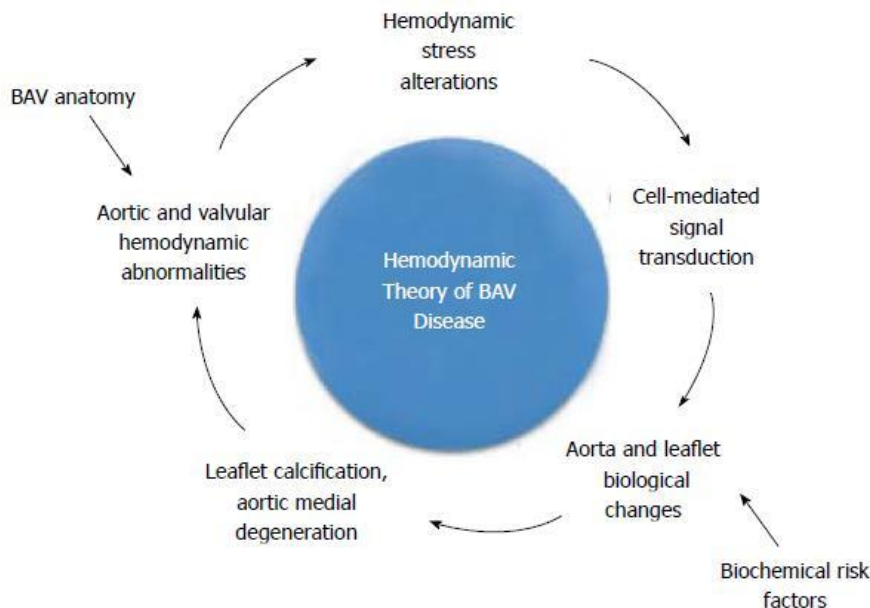 Hemodynamic
stress
alterations
BAV anatomy
Cell-mediated
signal
transduction
Aortic and valvular
hemodynamic
abnormalities
Hemodynamic
Theory of BAV
Disease
Aorta and leaflet
biological
changes
Leaflet calcification,
aortic medial
degeneration
Biochemical risk
factors